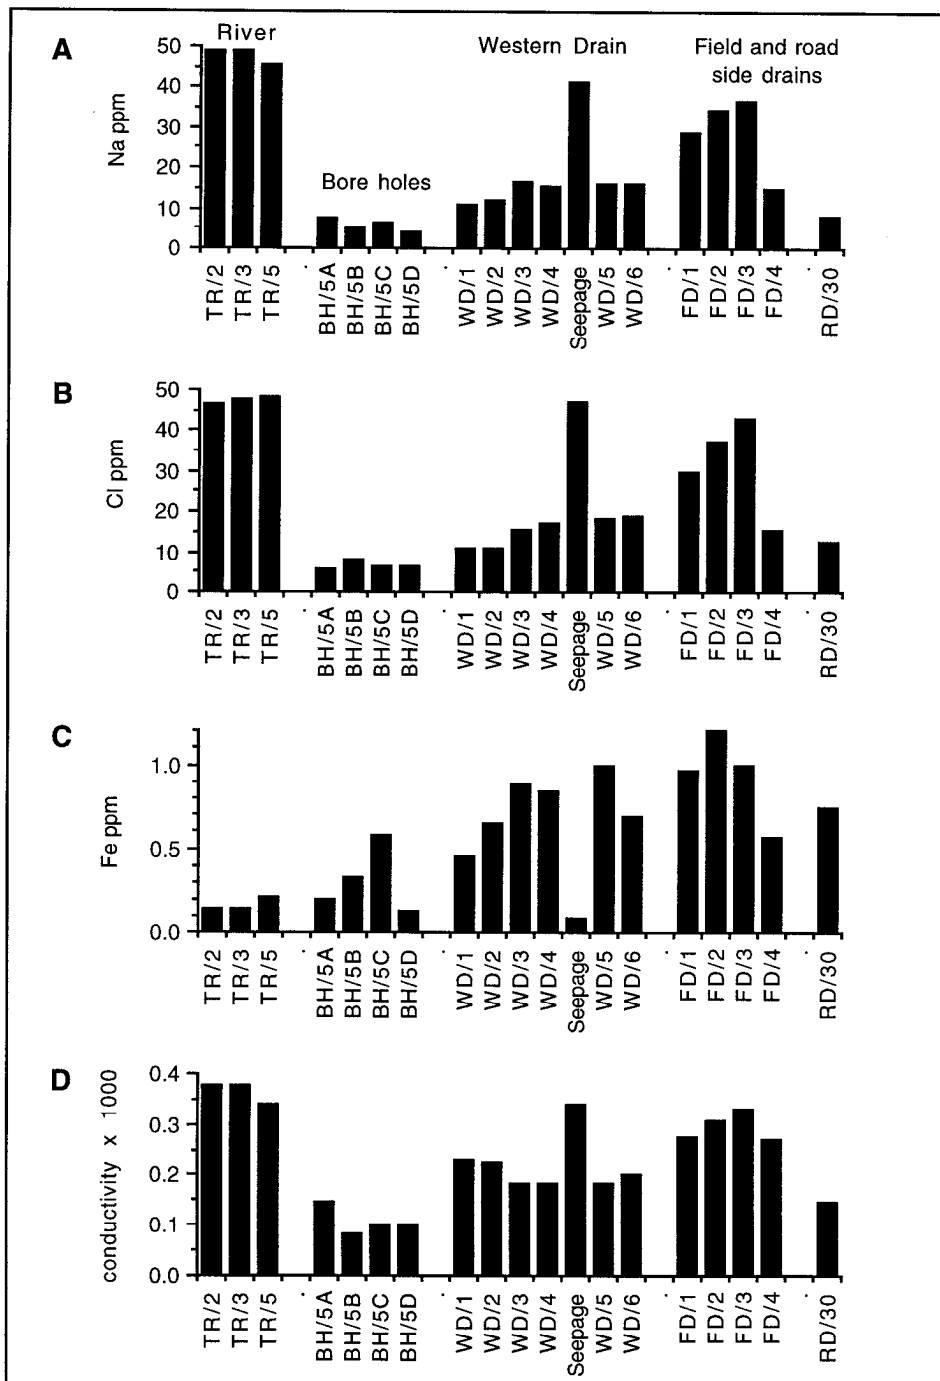 A
River
Western Drain
Field and road
side drains
Bore holes
Na ppm
50
40
30
20
10
0
TR/2
TR/3
TR/5
BH/5A
BH/5B
BH/5C
BH/5D
WD/1
WD/2
WD/3
WD/4
Seepage
WD/5
WD/6
FD/1
FD/2
FD/3
FD/4
RD/30
B
Cl ppm
50
40
30
20
10
0
TR/2
TR/3
TR/5
BH/5A
BH/5B
BH/5C
BH/5D
WD/1
WD/2
WD/3
WD/4
Seepage
WD/5
WD/6
FD/1
FD/2
FD/3
FD/4
RD/30
C
Fe ppm
1.0
0.5
0.0
TR/2
TR/3
TR/5
BH/5A
BH/5B
BH/5C
BH/5D
WD/1
WD/2
WD/3
WD/4
Seepage
WD/5
WD/6
FD/1
FD/2
FD/3
FD/4
RD/30
D
conductivity x 1000
0.4
0.3
0.2
0.1
0.0
TR/2
TR/3
TR/5
BH/5A
BH/5B
BH/5C
BH/5D
WD/1
WD/2
WD/3
WD/4
Seepage
WD/5
WD/6
FD/1
FD/2
FD/3
FD/4
RD/30